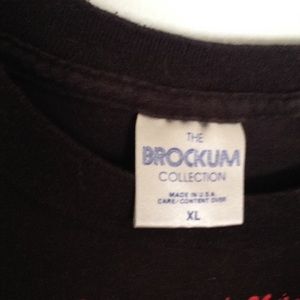 THE
BROCKUM
COLLECTION
MADE IN U.S.A.
CARE/CONTENT OVER
XL